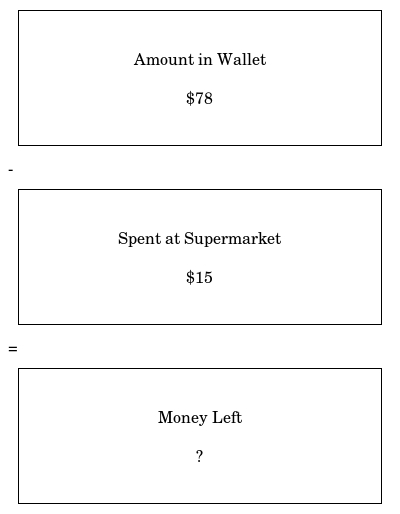 Amount in Wallet
$78
-
Spent at Supermarket
$15
=
Money Left
?